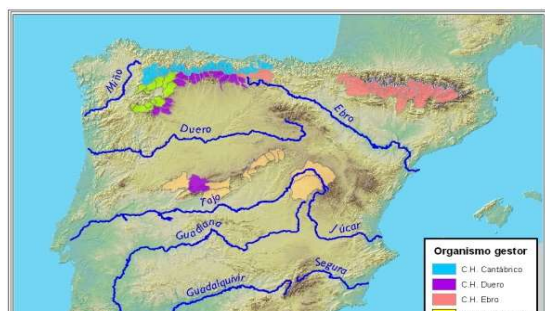 Miño
Ebro
Duero
Tajo
Guadiana
Júcar
Segura
Guadalquivir
Organismo gestor
C.H. Cantábrico
C.H. Duero
C.H. Ebro